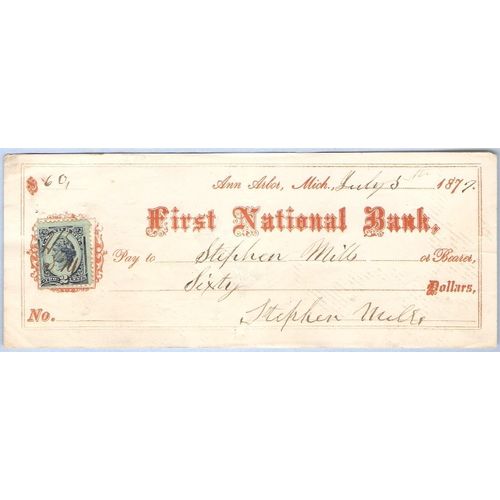 $ 60, Ann Arbor, Mich. July 5th 1877.
First National Bank,
Pay to Stephen Mills or Bearer,
Sixty Dollars,
No. Stephen Mills